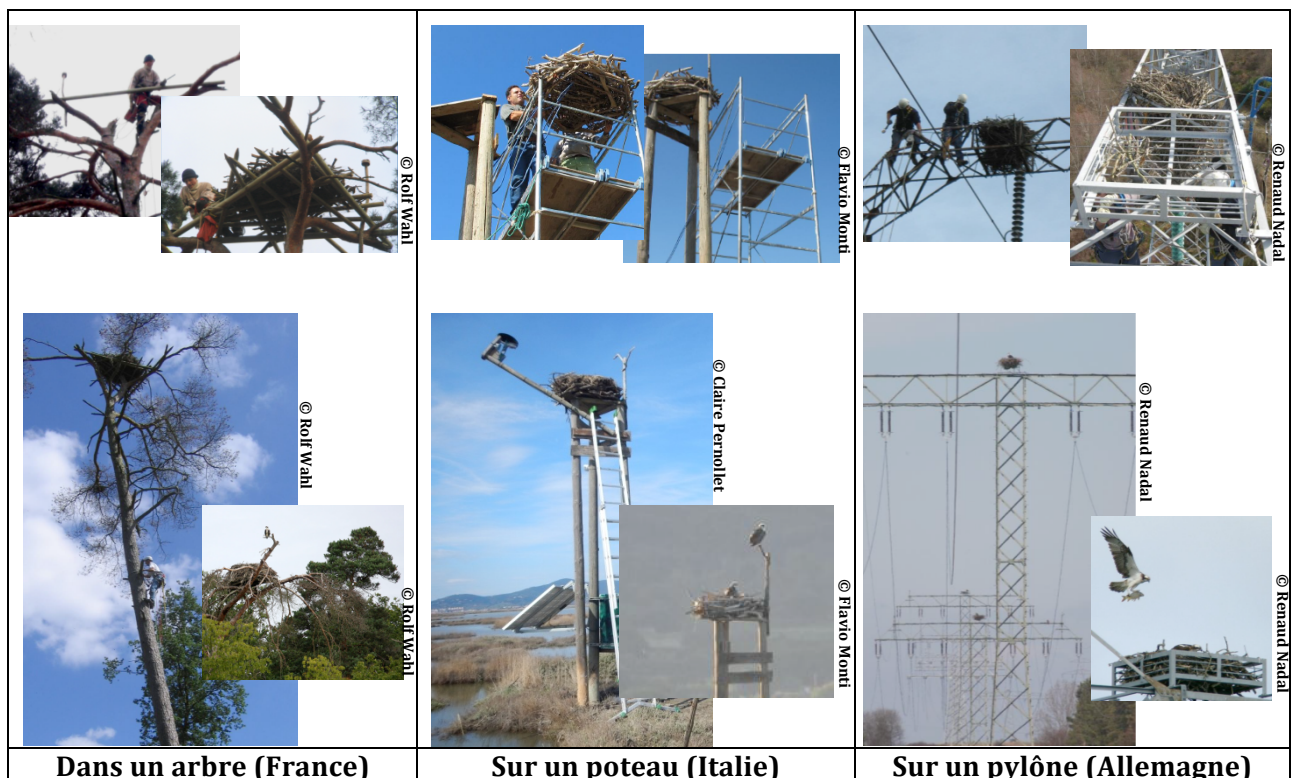 © Rolf Wahl
© Flavio Monti
© Renaud Nadal
© Rolf Wahl
© Rolf Wahl
© Claire Pernollet
© Flavio Monti
© Renaud Nadal
© Renaud Nadal
Dans un arbre (France)
Sur un poteau (Italie)
Sur un pylône (Allemagne)